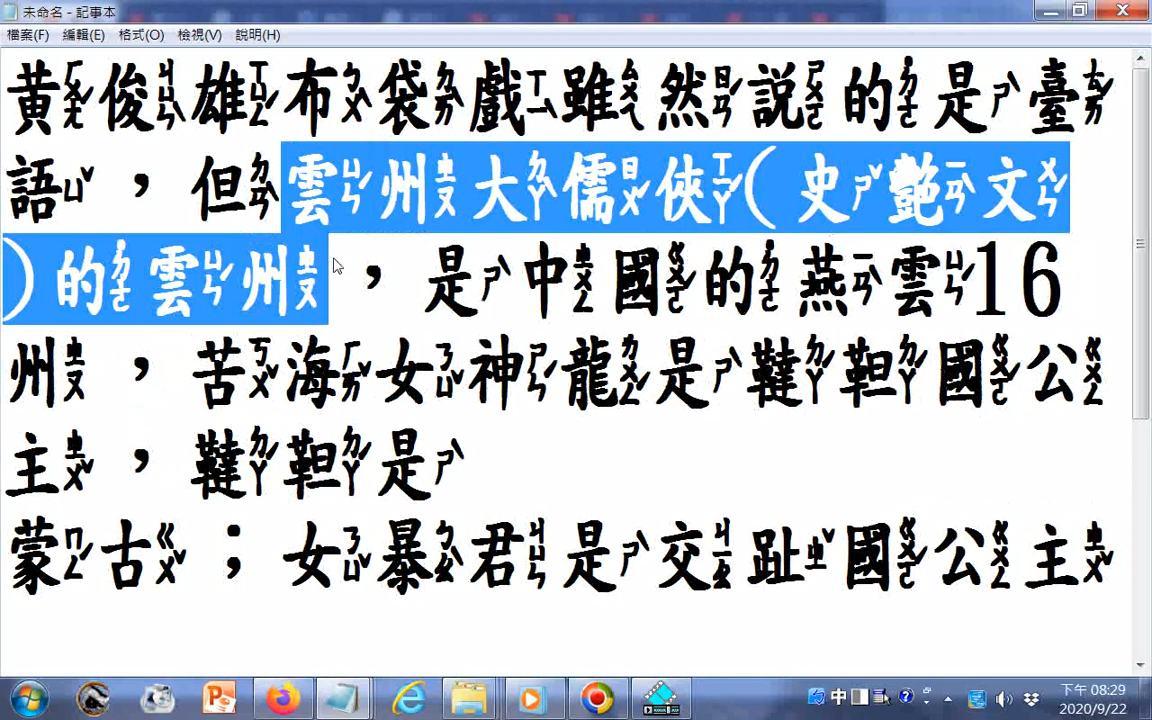 未命名 - 記事本
檔案(F) 編輯(E) 格式(O) 檢視(V) 說明(H)
黃俊雄布袋戲雖然說的是臺
語，但雲州大儒俠(史艷文
)的雲州，是中國的燕雲16
州，苦海女神龍是韃靼國公
主，韃靼是
蒙古；女暴君是交趾國公主
中
下午 08:29
2020/9/22